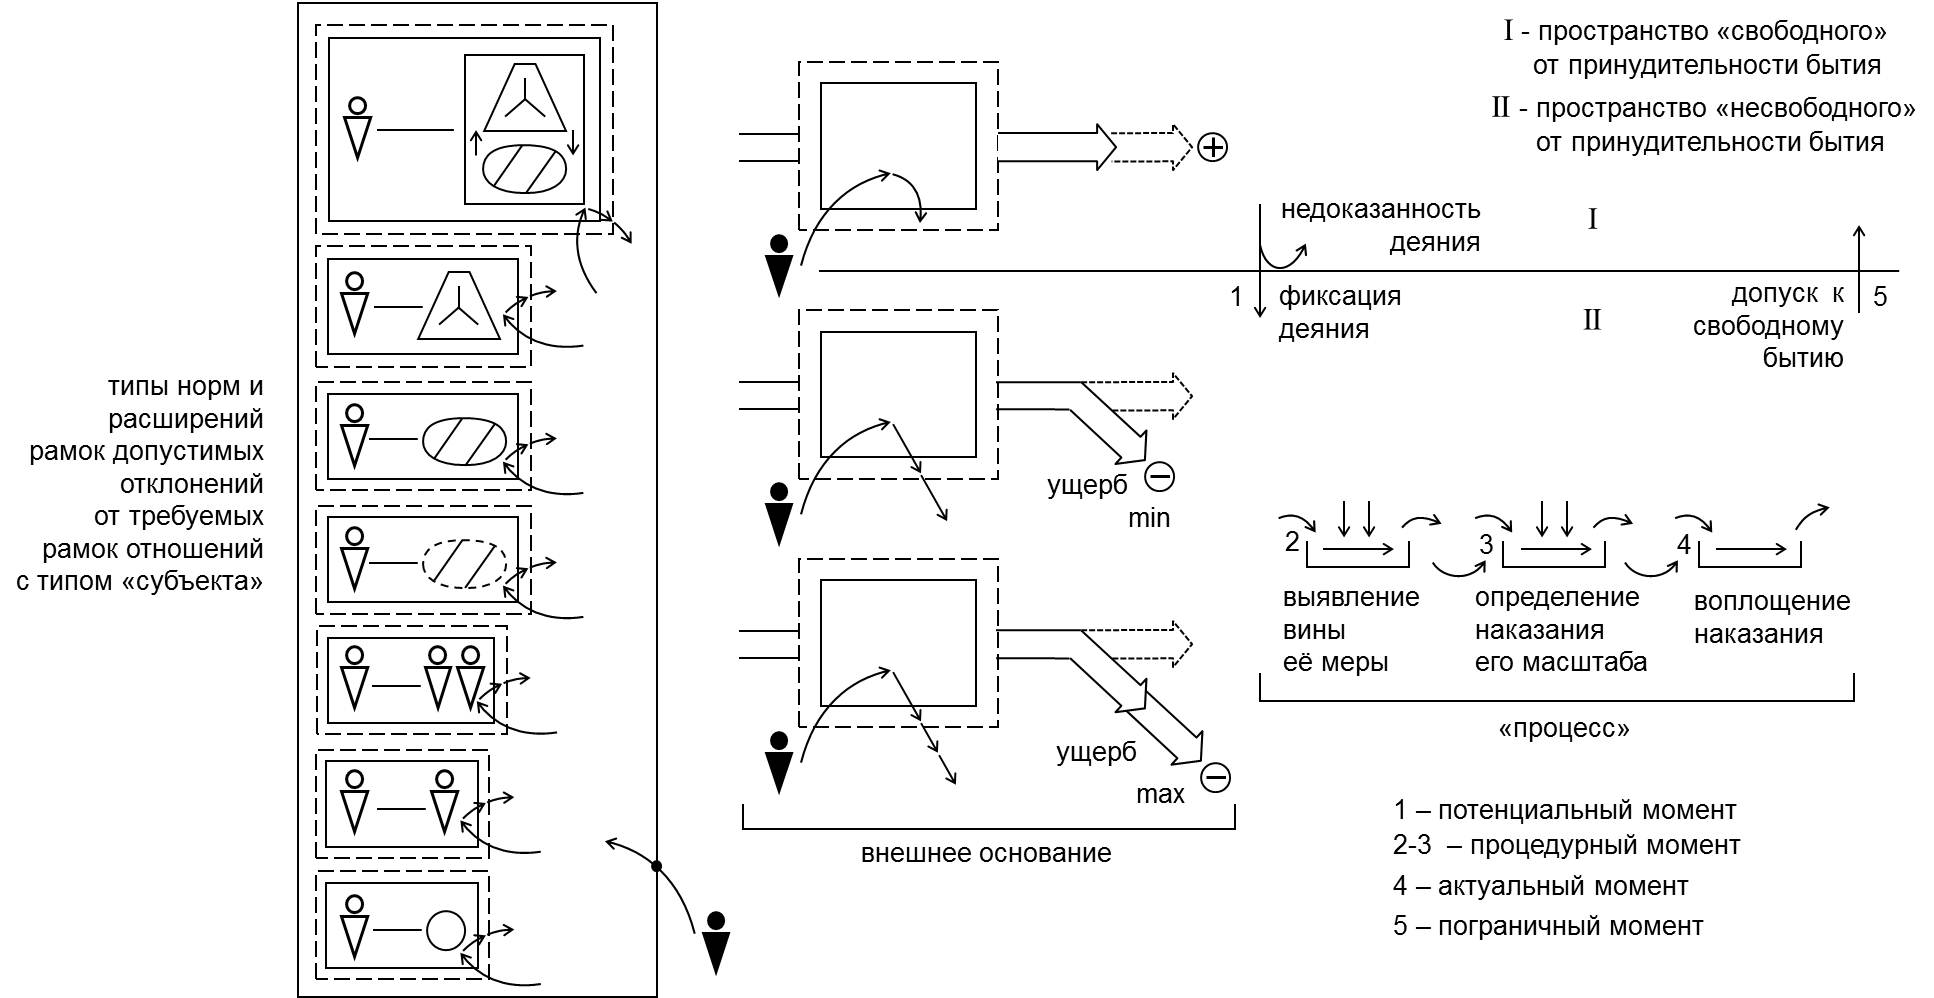 I - пространство «свободного»
от принудительности бытия
II - пространство «несвободного»
от принудительности бытия
типы норм и
расширений
рамок допустимых
отклонений
от требуемых
рамок отношений
с типом «субъекта»
ущерб
min
ущерб
max
внешнее основание
недоказанность
деяния
I
1
фиксация
деяния
II
допуск к
свободному
бытию
5
2
выявление
вины
её меры
3
определение
наказания
его масштаба
4
воплощение
наказания
«процесс»
1 – потенциальный момент
2-3 – процедурный момент
4 – актуальный момент
5 – пограничный момент